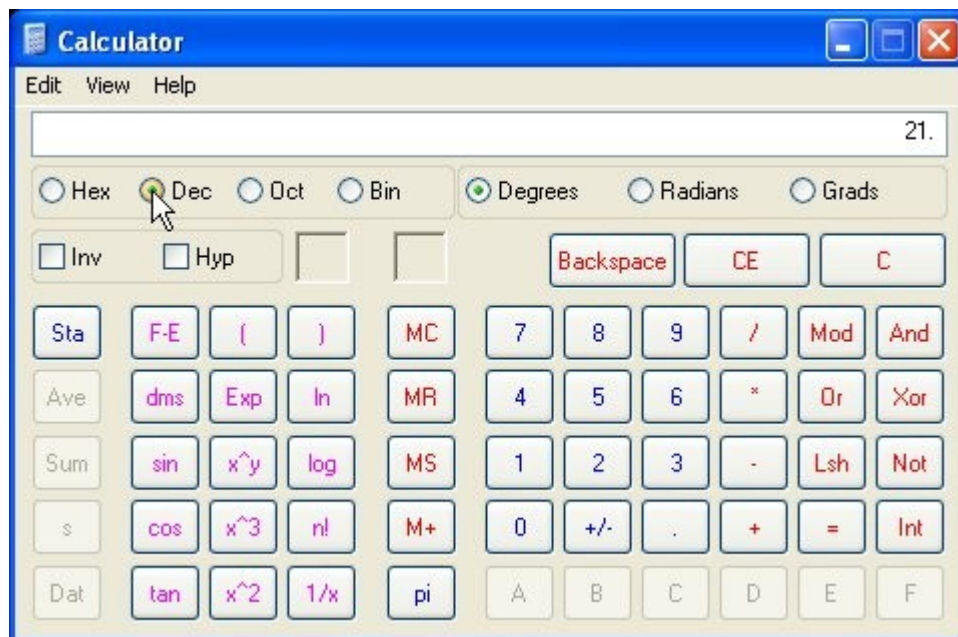 Calculator
Edit View Help
21.
Hex Dec Oct Bin Degrees Radians Grads
Inv Hyp Backspace CE C
Sta F-E ( ) MC 7 8 9 / Mod And
Ave dms Exp ln MR 4 5 6 * Or Xor
Sum sin x^y log MS 1 2 3 - Lsh Not
s cos x^3 n! M+ 0 +/- . + = Int
Dat tan x^2 1/x pi A B C D E F